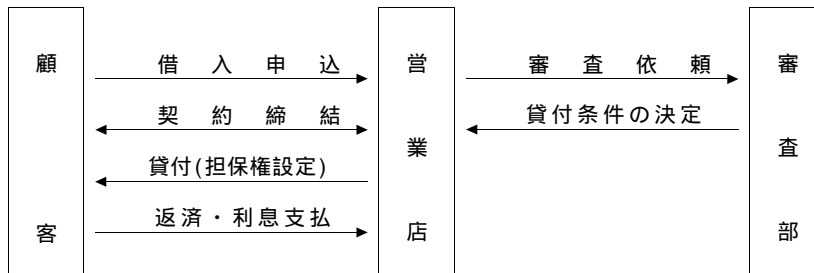 顧客
借入申込
契約締結
貸付(担保権設定)
返済・利息支払
営業店
審査依頼
貸付条件の決定
審査部